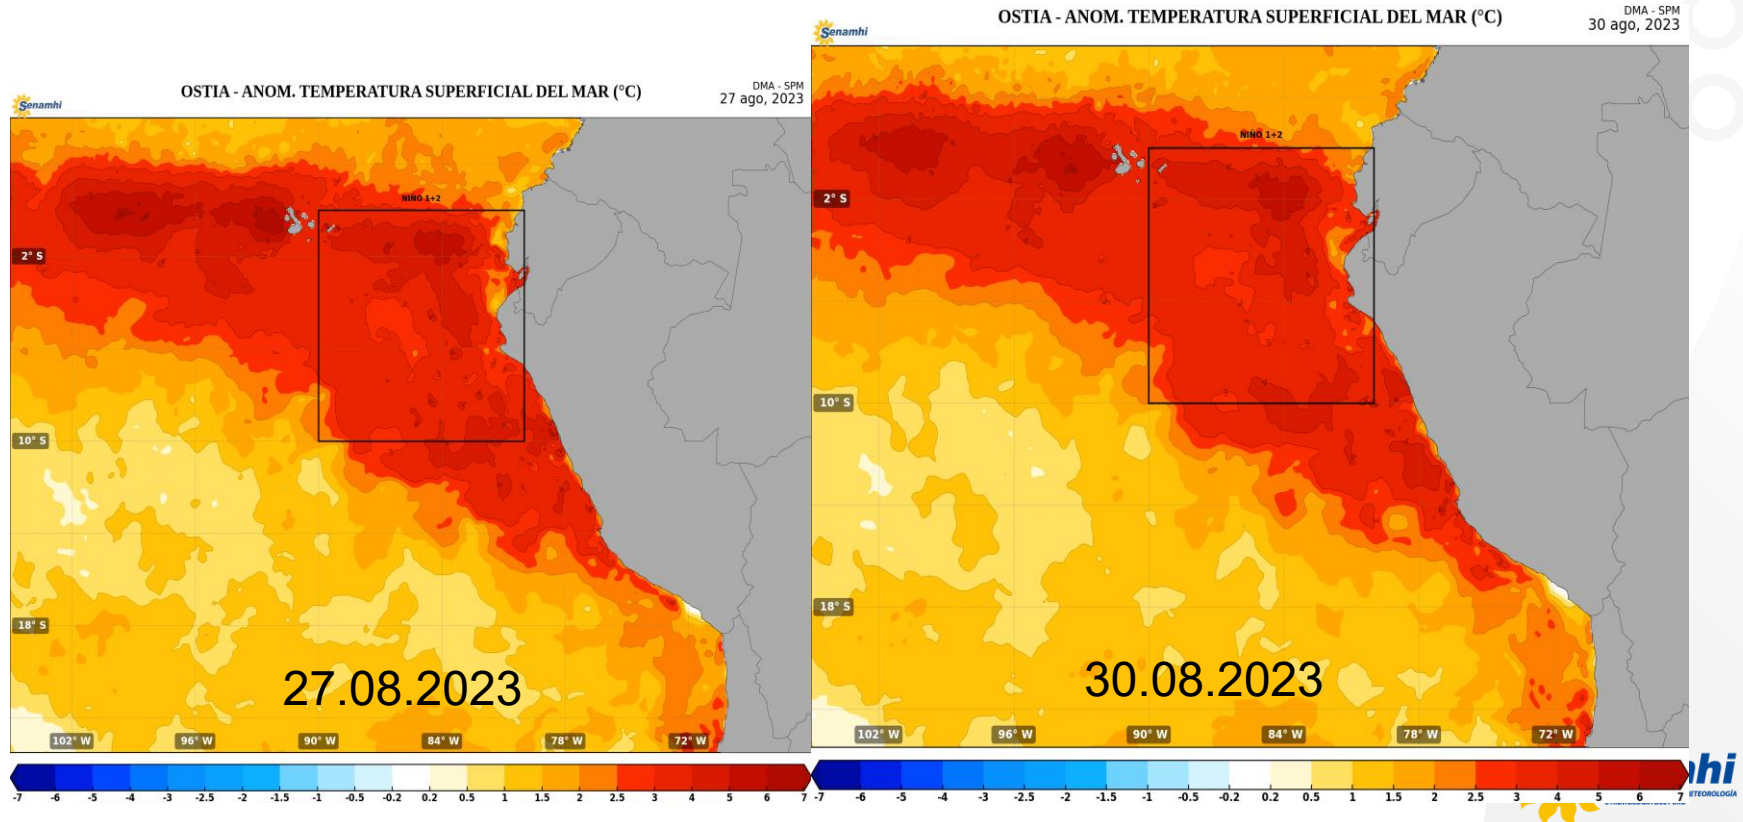 Senamhi
OSTIA - ANOM. TEMPERATURA SUPERFICIAL DEL MAR (°C)
DMA - SPM
27 ago, 2023
NIÑO 1+2
2° S
10° S
18° S
27.08.2023
102° W 96° W 90° W 84° W 78° W 72° W
-7 -6 -5 -4 -3 -2.5 -2 -1.5 -1 -0.5 -0.2 0.2 0.5 1 1.5 2 2.5 3 4 5 6 7
Senamhi
OSTIA - ANOM. TEMPERATURA SUPERFICIAL DEL MAR (°C)
DMA - SPM
30 ago, 2023
NIÑO 1+2
2° S
10° S
18° S
30.08.2023
102° W 96° W 90° W 84° W 78° W 72° W
-7 -6 -5 -4 -3 -2.5 -2 -1.5 -1 -0.5 -0.2 0.2 0.5 1 1.5 2 2.5 3 4 5 6 7
hi